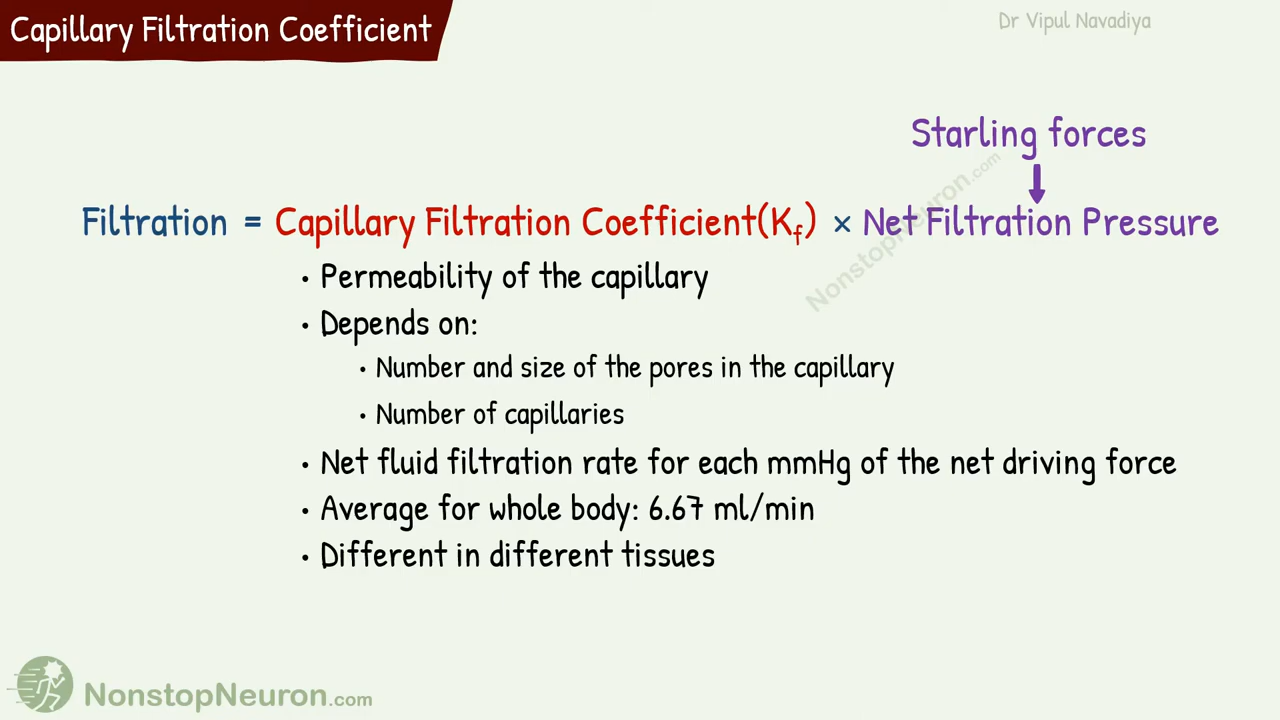 Capillary Filtration Coefficient
Dr Vipul Navadiya
Starling forces
Filtration = Capillary Filtration Coefficient(Kf) × Net Filtration Pressure
• Permeability of the capillary
• Depends on:
• Number and size of the pores in the capillary
• Number of capillaries
• Net fluid filtration rate for each mmHg of the net driving force
• Average for whole body: 6.67 ml/min
• Different in different tissues
NonstopNeuron.com
NonstopNeuron.com